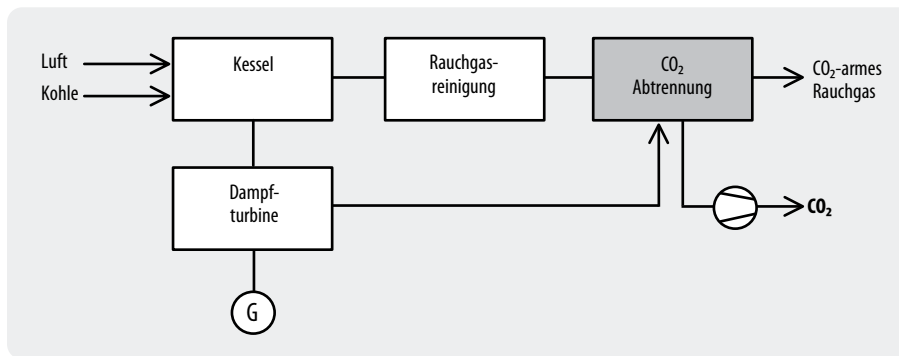 Luft
Kohle
Kessel
Rauchgas-
reinigung
CO₂
Abtrennung
CO₂-armes
Rauchgas
Dampf-
turbine
CO₂
G